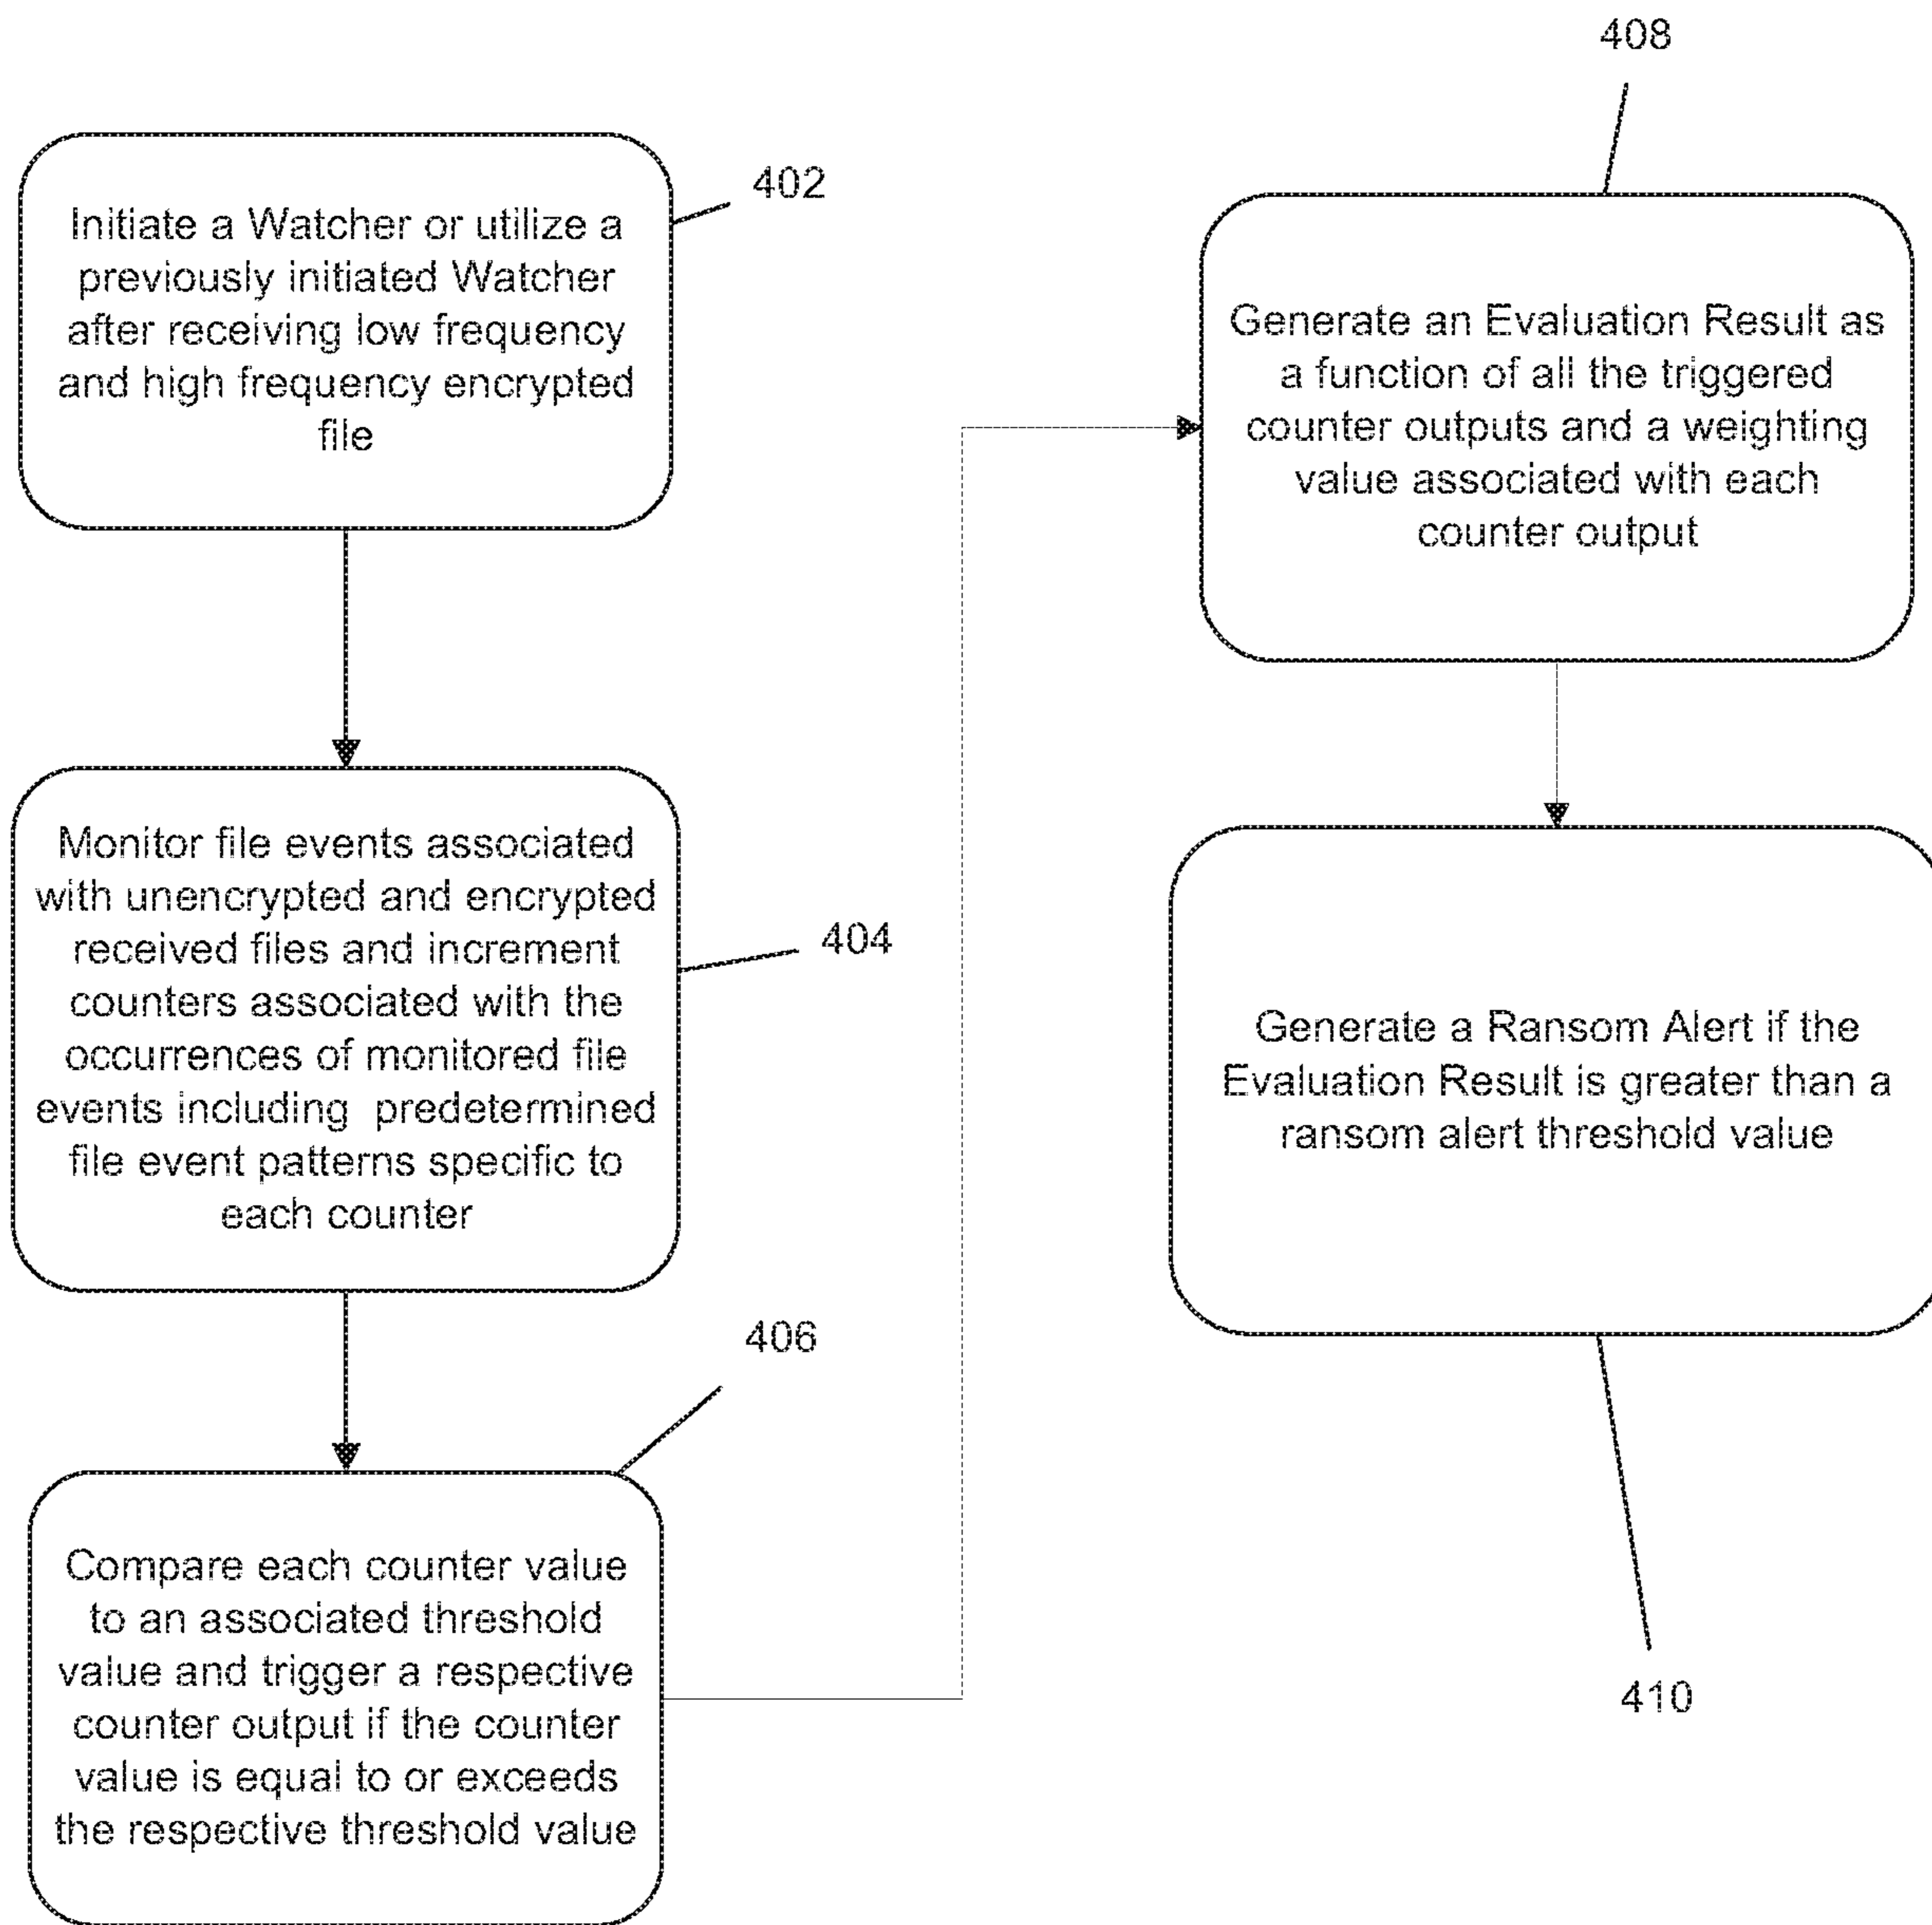 402
Initiate a Watcher or utilize a
previously initiated Watcher
after receiving low frequency
and high frequency encrypted
file
Monitor file events associated
with unencrypted and encrypted
received files and increment
counters associated with the
occurrences of monitored file
events including predetermined
file event patterns specific to
each counter
404
406
Compare each counter value
to an associated threshold
value and trigger a respective
counter output if the counter
value is equal to or exceeds
the respective threshold value
408
Generate an Evaluation Result as
a function of all the triggered
counter outputs and a weighting
value associated with each
counter output
Generate a Ransom Alert if the
Evaluation Result is greater than a
ransom alert threshold value
410